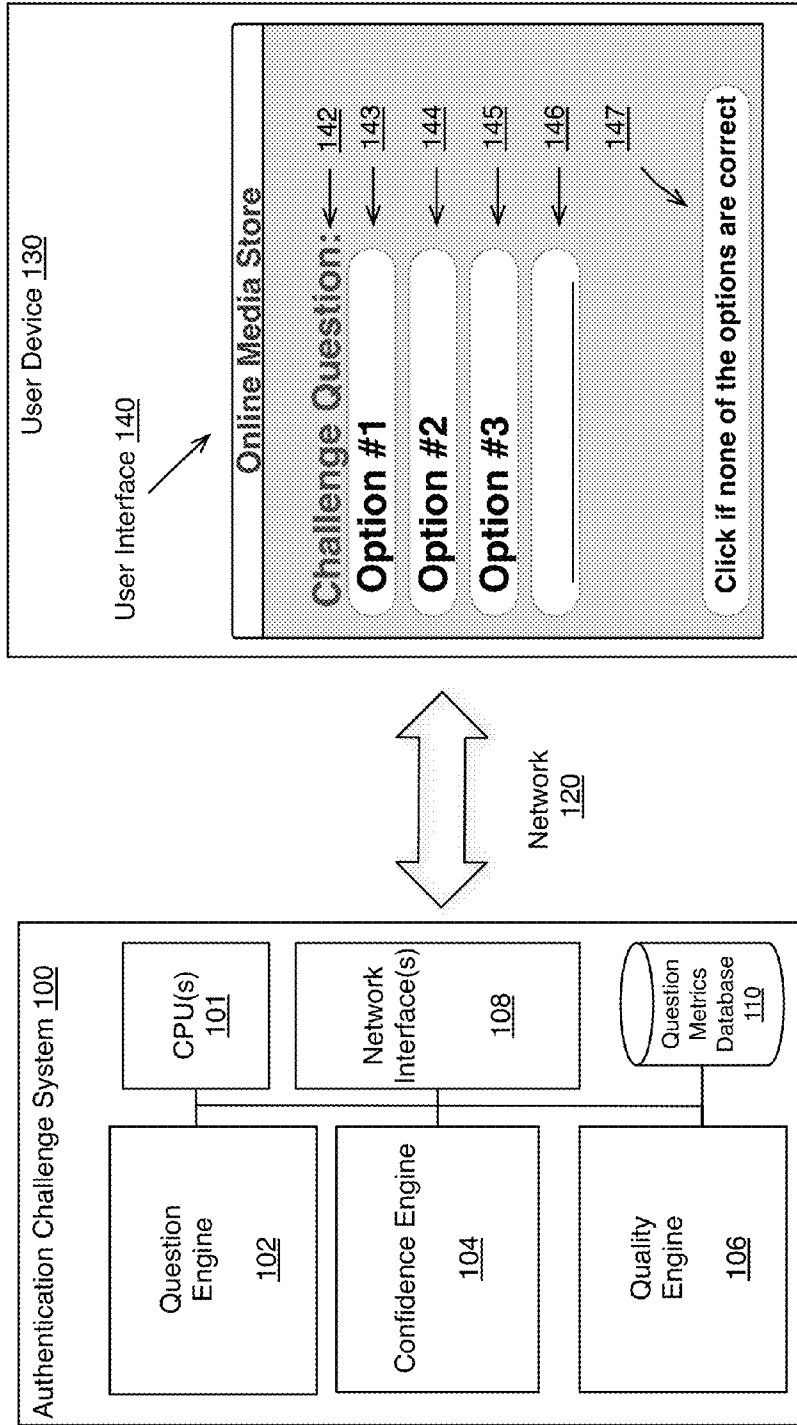 Authentication Challenge System 100
Question
Engine
102
CPU(s)
101
Confidence Engine
104
Network
Interface(s)
108
Quality
Engine
106
Question
Metrics
Database
110
Network
120
User Device 130
User Interface 140
Online Media Store
Challenge Question:
142
Option #1
143
Option #2
144
Option #3
145
146
147
Click if none of the options are correct